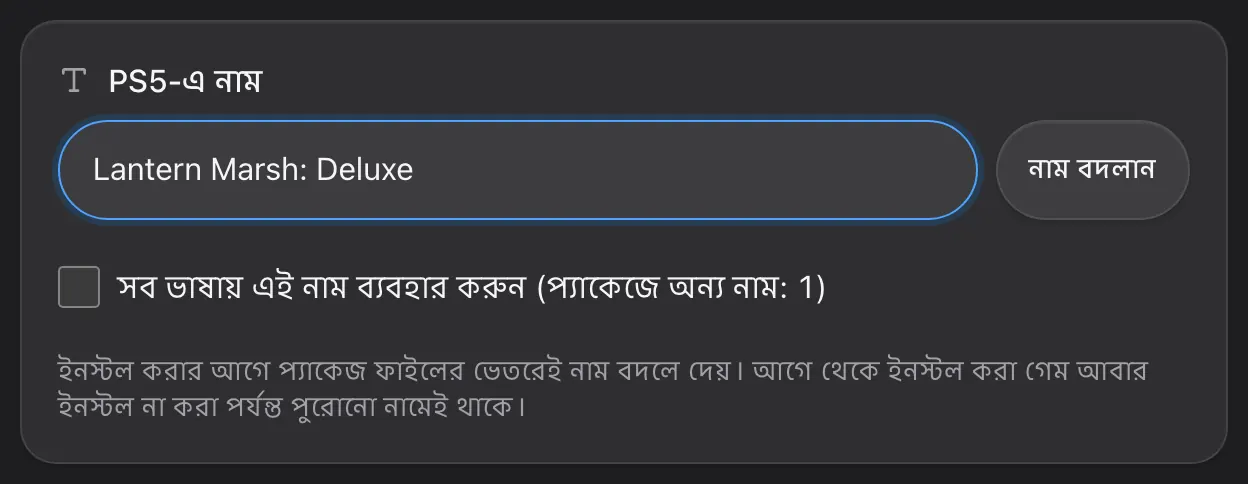 PS5-এ নাম
Lantern Marsh: Deluxe
নাম বদলান
সব ভাষায় এই নাম ব্যবহার করুন (প্যাকেজে অন্য নাম: 1)
ইনস্টল করার আগে প্যাকেজ ফাইলের ভেতরেই নাম বদলে দেয়। আগে থেকে ইনস্টল করা গেম আবার
ইনস্টল না করা পর্যন্ত পুরোনো নামেই থাকে।